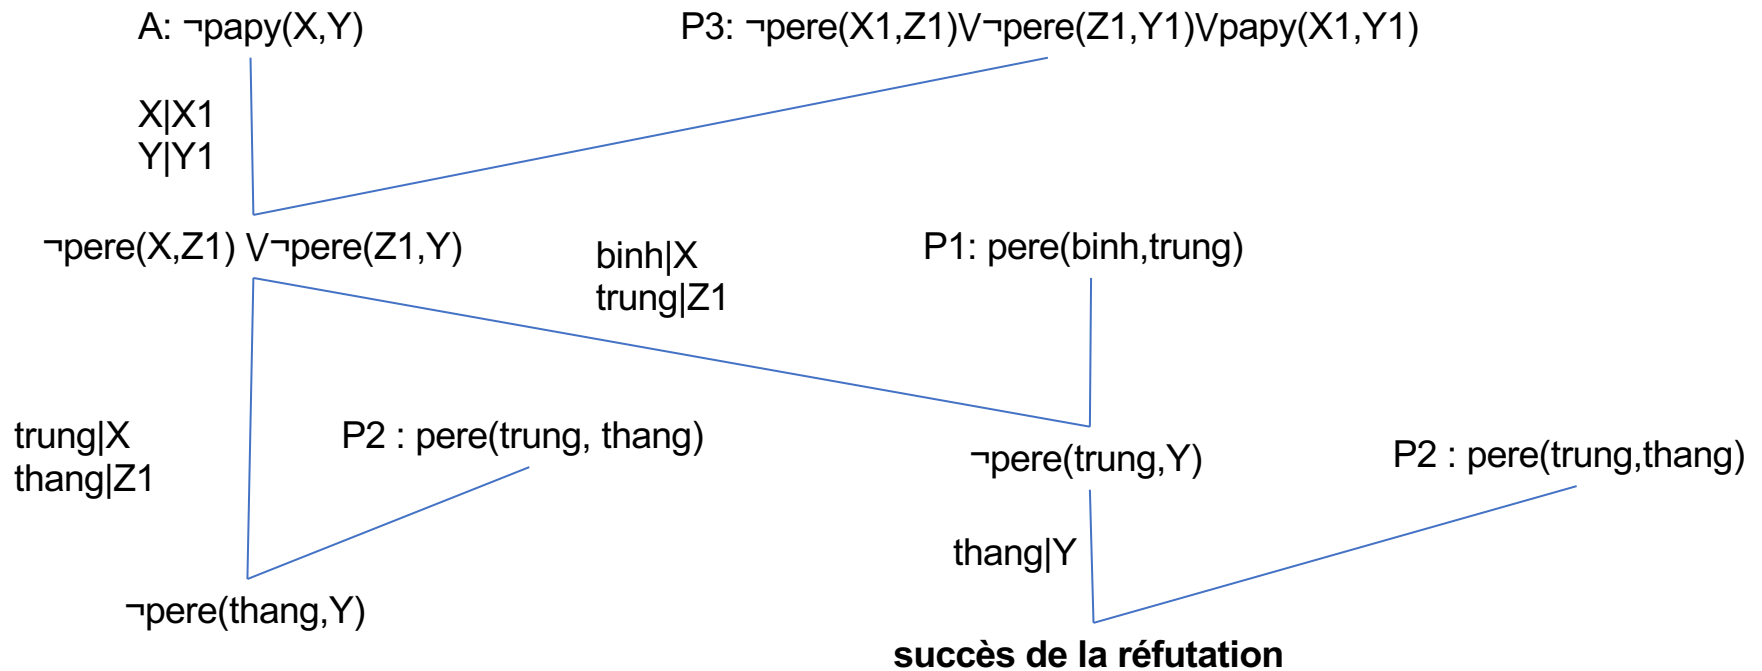 A: ¬papy(X,Y)
P3: ¬pere(X1,Z1)V¬pere(Z1,Y1)Vpapy(X1,Y1)
X|X1
Y|Y1
¬pere(X,Z1) V¬pere(Z1,Y)
binh|X
trung|Z1
P1: pere(binh,trung)
trung|X
thang|Z1
P2 : pere(trung, thang)
¬pere(trung,Y)
P2 : pere(trung,thang)
thang|Y
¬pere(thang,Y)
succès de la réfutation